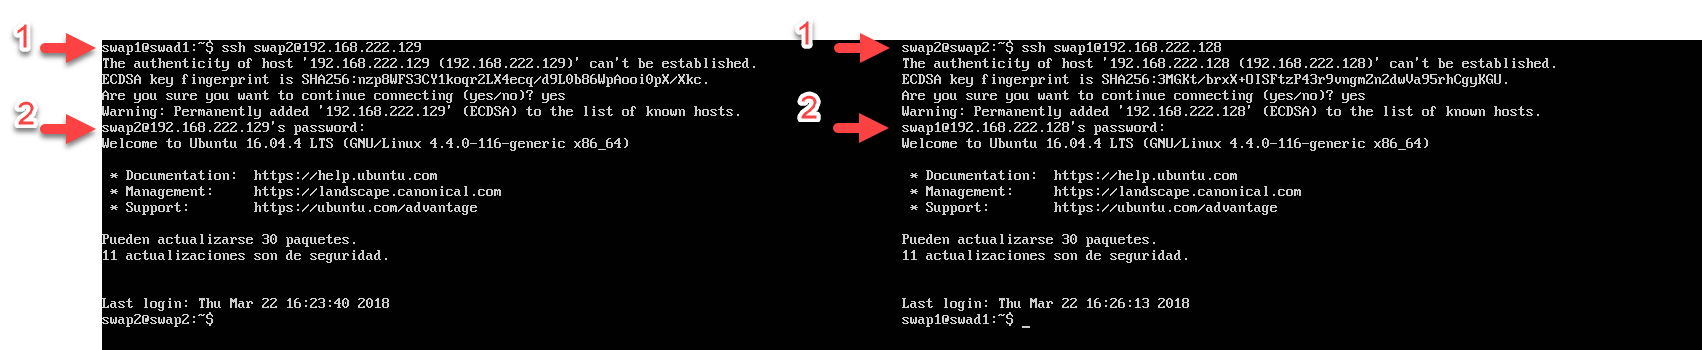 1
swap1@swad1:~$ ssh swap2@192.168.222.129
The authenticity of host '192.168.222.129 (192.168.222.129)' can't be established.
ECDSA key fingerprint is SHA256:nzp8WFS3CY1koqr2LX4ecq/d9L0b86WpAooi0pX/Xkc.
Are you sure you want to continue connecting (yes/no)? yes
Warning: Permanently added '192.168.222.129' (ECDSA) to the list of known hosts.
2
swap2@192.168.222.129's password:
Welcome to Ubuntu 16.04.4 LTS (GNU/Linux 4.4.0-116-generic x86_64)
* Documentation:  https://help.ubuntu.com
* Management:     https://landscape.canonical.com
* Support:        https://ubuntu.com/advantage
Pueden actualizarse 30 paquetes.
11 actualizaciones son de seguridad.
Last login: Thu Mar 22 16:23:40 2018
swap2@swap2:~$
1
swap2@swap2:~$ ssh swap1@192.168.222.128
The authenticity of host '192.168.222.128 (192.168.222.128)' can't be established.
ECDSA key fingerprint is SHA256:3MGKt/brxX+OISFtzP43r9vngmZn2dwVa95rhCgyKGU.
Are you sure you want to continue connecting (yes/no)? yes
Warning: Permanently added '192.168.222.128' (ECDSA) to the list of known hosts.
2
swap1@192.168.222.128's password:
Welcome to Ubuntu 16.04.4 LTS (GNU/Linux 4.4.0-116-generic x86_64)
* Documentation:  https://help.ubuntu.com
* Management:     https://landscape.canonical.com
* Support:        https://ubuntu.com/advantage
Pueden actualizarse 30 paquetes.
11 actualizaciones son de seguridad.
Last login: Thu Mar 22 16:26:13 2018
swap1@swad1:~$ _